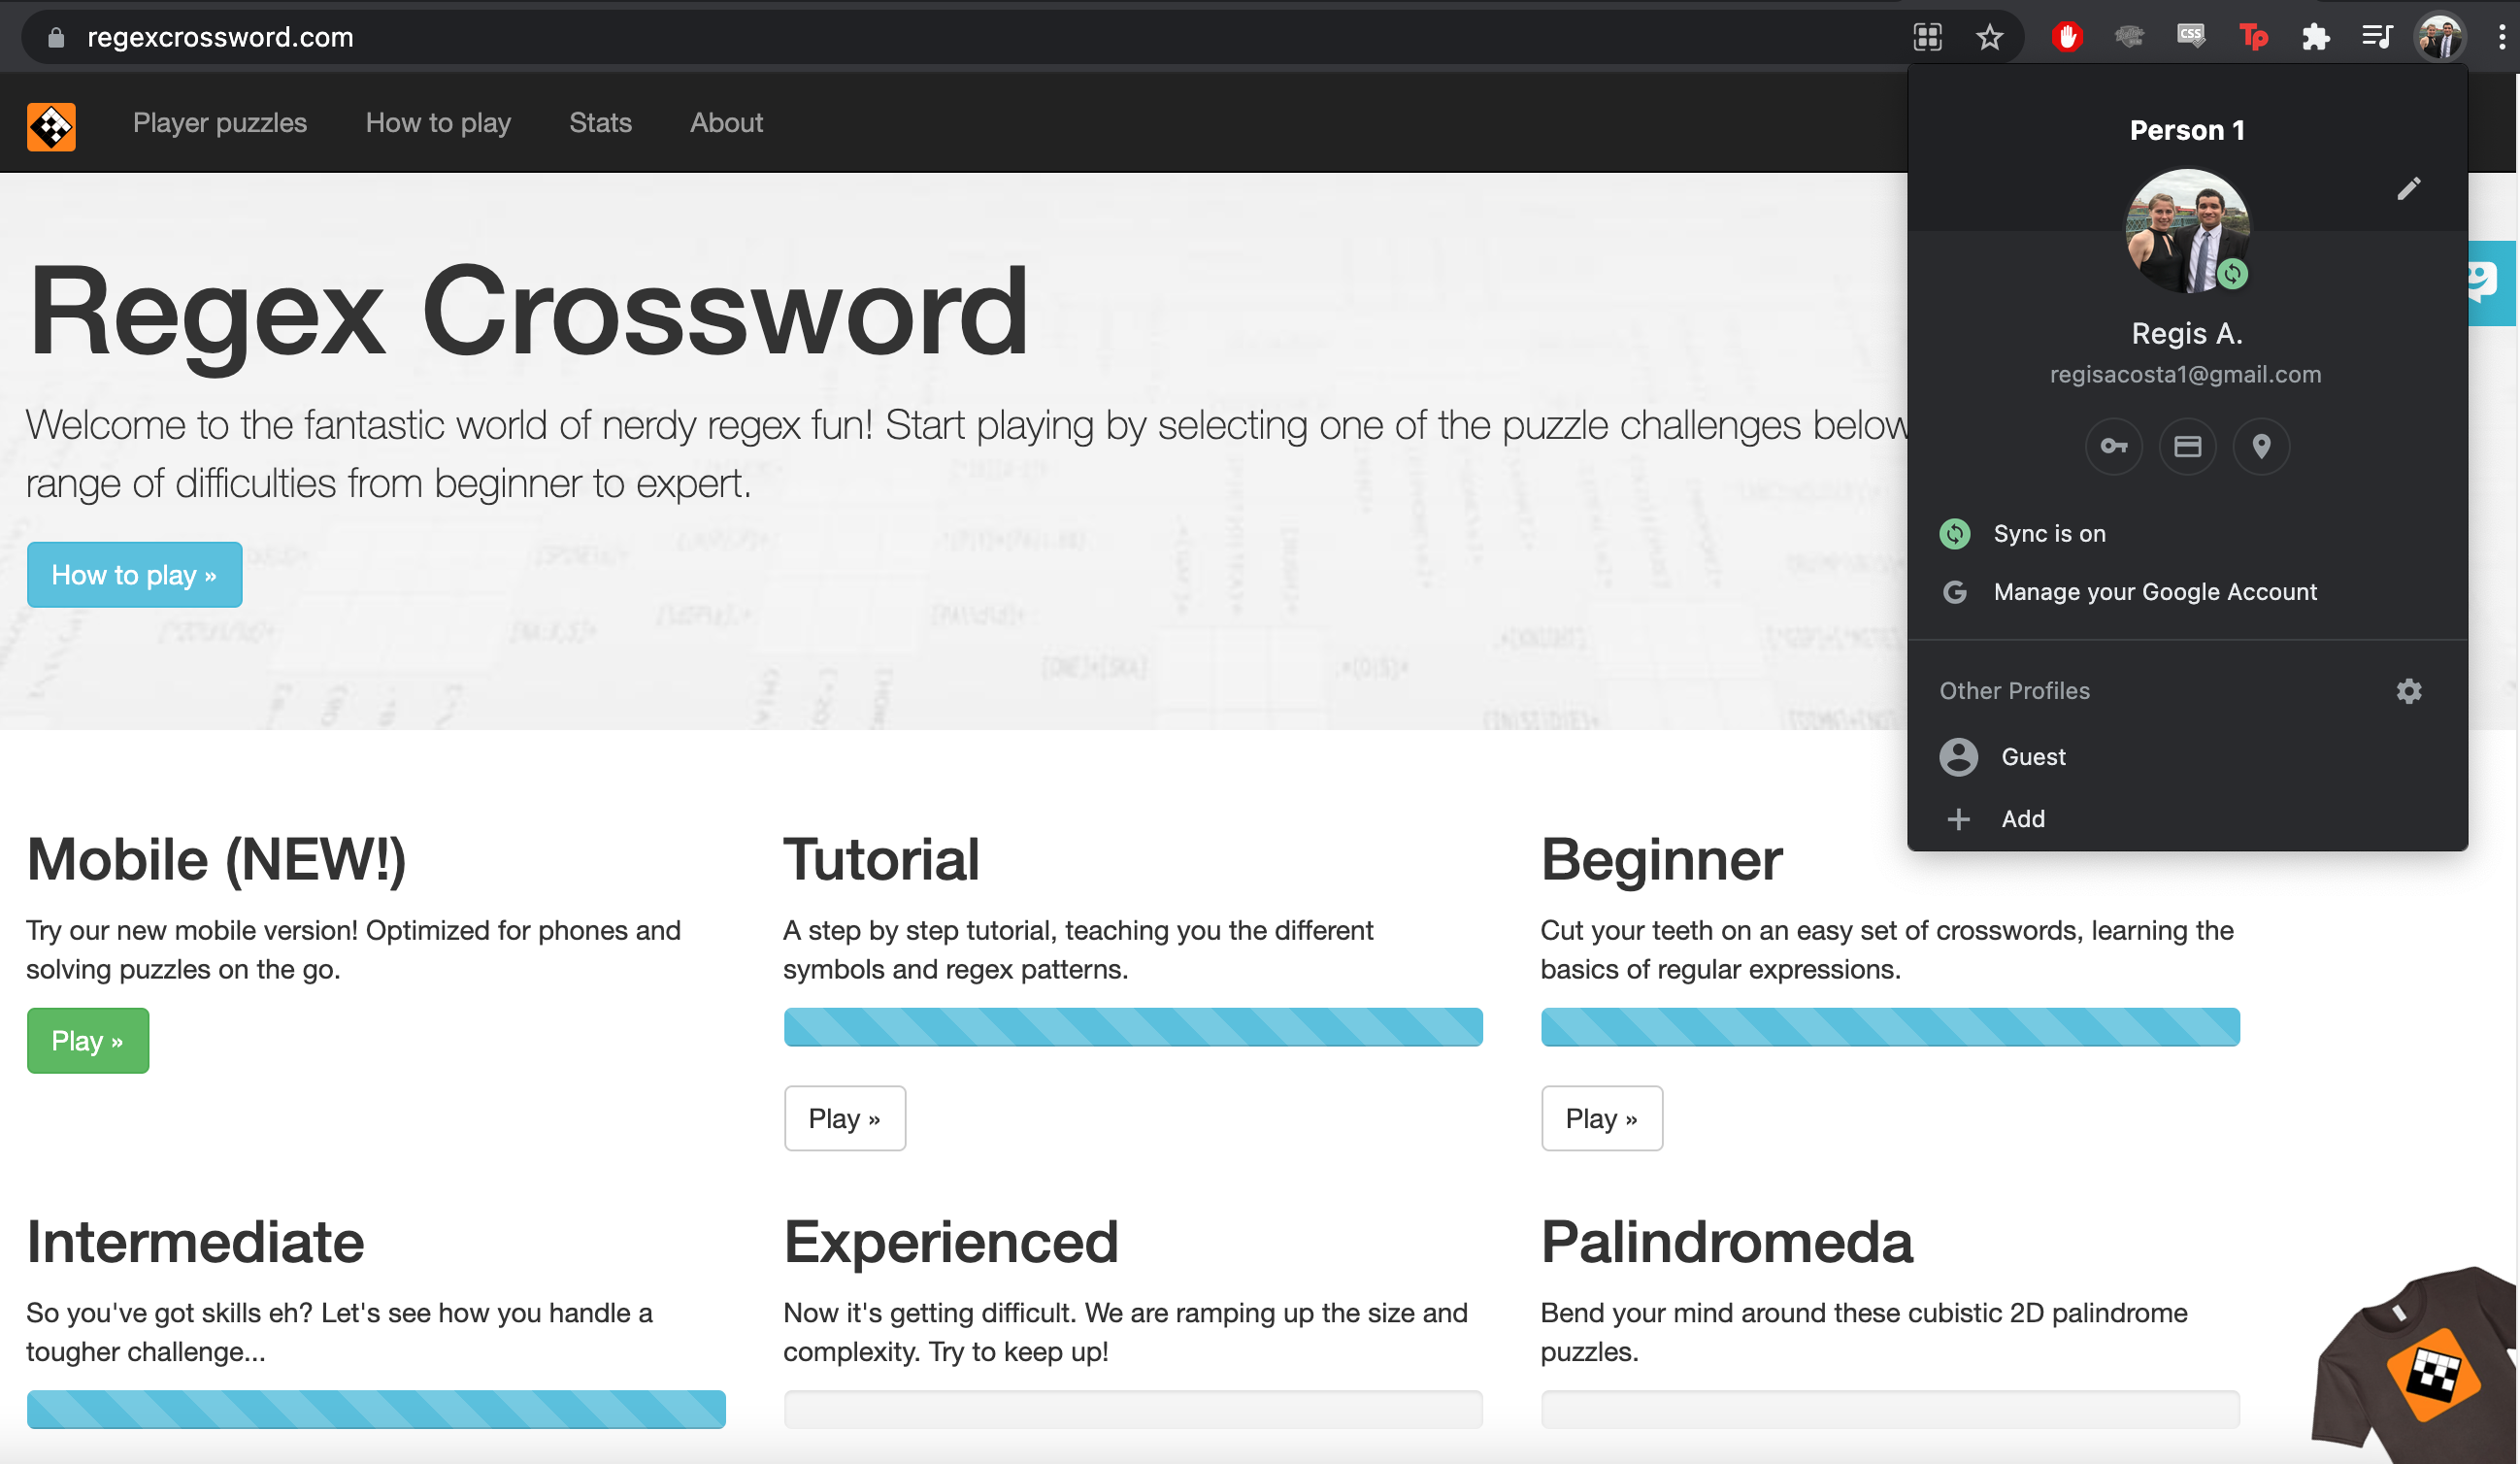 regexcrossword.com
CSS
Tp
Player puzzles
How to play
Stats
About
Person 1
Regis A.
regisacosta1@gmail.com
Sync is on
Manage your Google Account
Other Profiles
Guest
Add
Regex Crossword
Welcome to the fantastic world of nerdy regex fun! Start playing by selecting one of the puzzle challenges below
range of difficulties from beginner to expert.
How to play »
Mobile (NEW!)
Try our new mobile version! Optimized for phones and
solving puzzles on the go.
Play »
Tutorial
A step by step tutorial, teaching you the different
symbols and regex patterns.
Play »
Beginner
Cut your teeth on an easy set of crosswords, learning the
basics of regular expressions.
Play »
Intermediate
So you've got skills eh? Let's see how you handle a
tougher challenge...
Experienced
Now it's getting difficult. We are ramping up the size and
complexity. Try to keep up!
Palindromeda
Bend your mind around these cubistic 2D palindrome
puzzles.